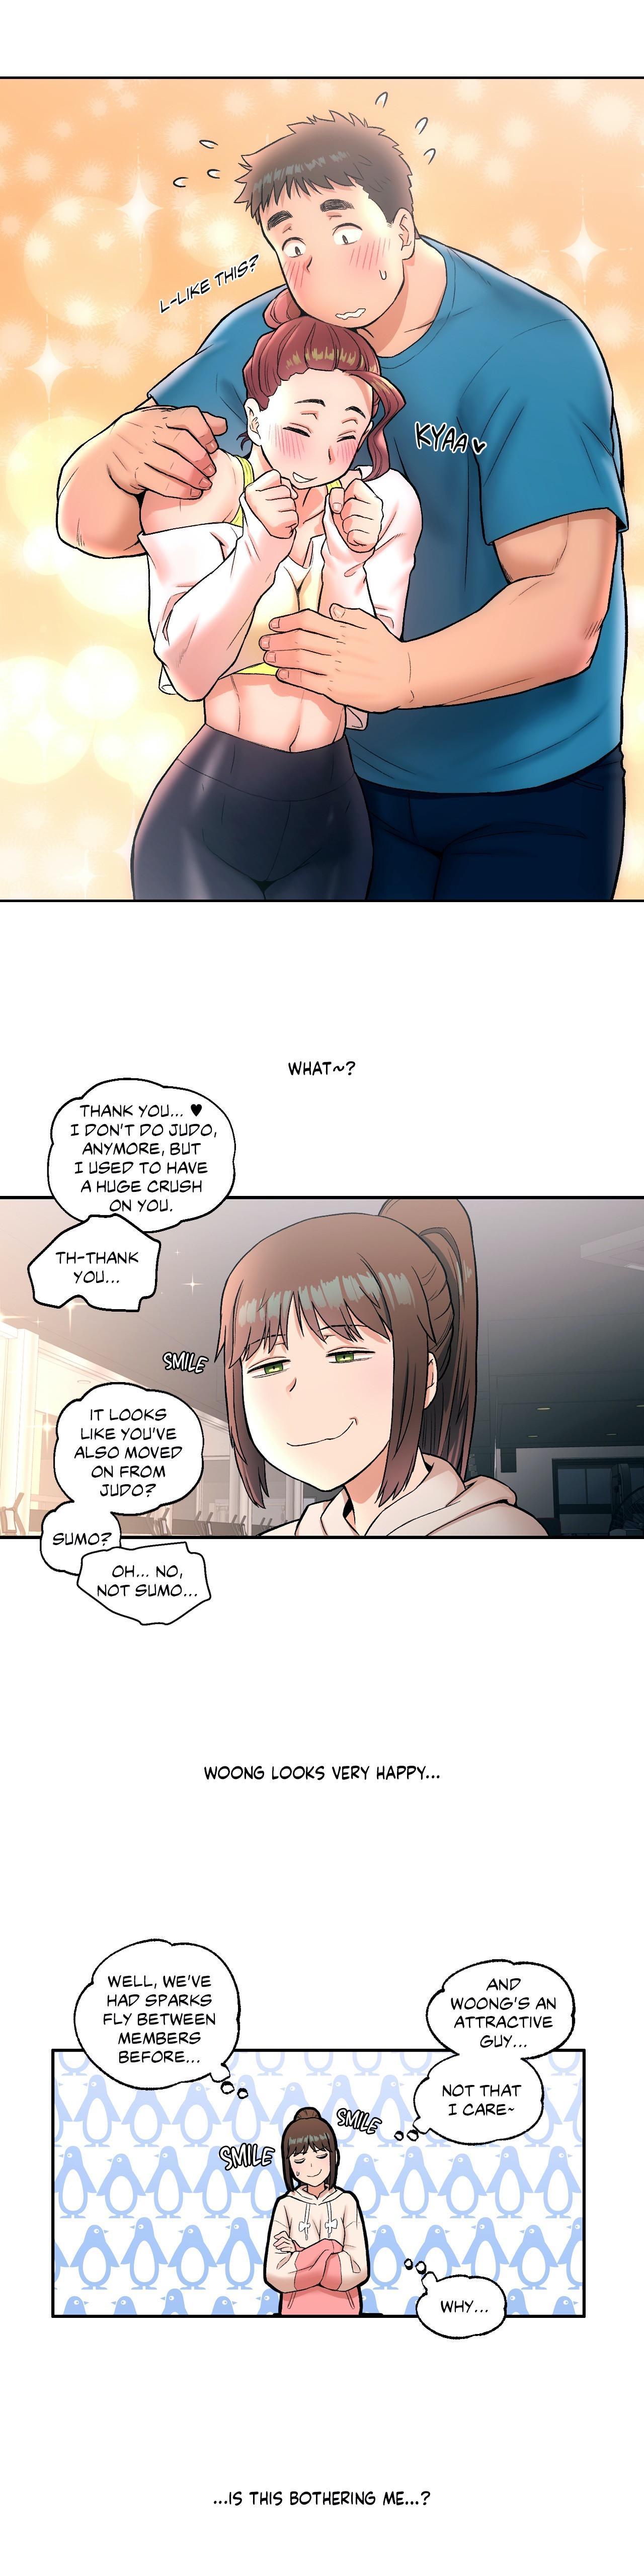 L-LIKE THIS?
KYAA ♥
WHAT~?
THANK YOU... ♥
I DON'T DO JUDO,
ANYMORE, BUT
I USED TO HAVE
A HUGE CRUSH
ON YOU.
TH-THANK
YOU...
SMILE
IT LOOKS
LIKE YOU'VE
ALSO MOVED
ON FROM
JUDO?
SUMO?
OH... NO,
NOT SUMO...
WOONG LOOKS VERY HAPPY...
WELL, WE'VE
HAD SPARKS
FLY BETWEEN
MEMBERS
BEFORE...
AND
WOONG'S AN
ATTRACTIVE
GUY...
NOT THAT
I CARE~
SMILE
SMILE
WHY...
...IS THIS BOTHERING ME...?